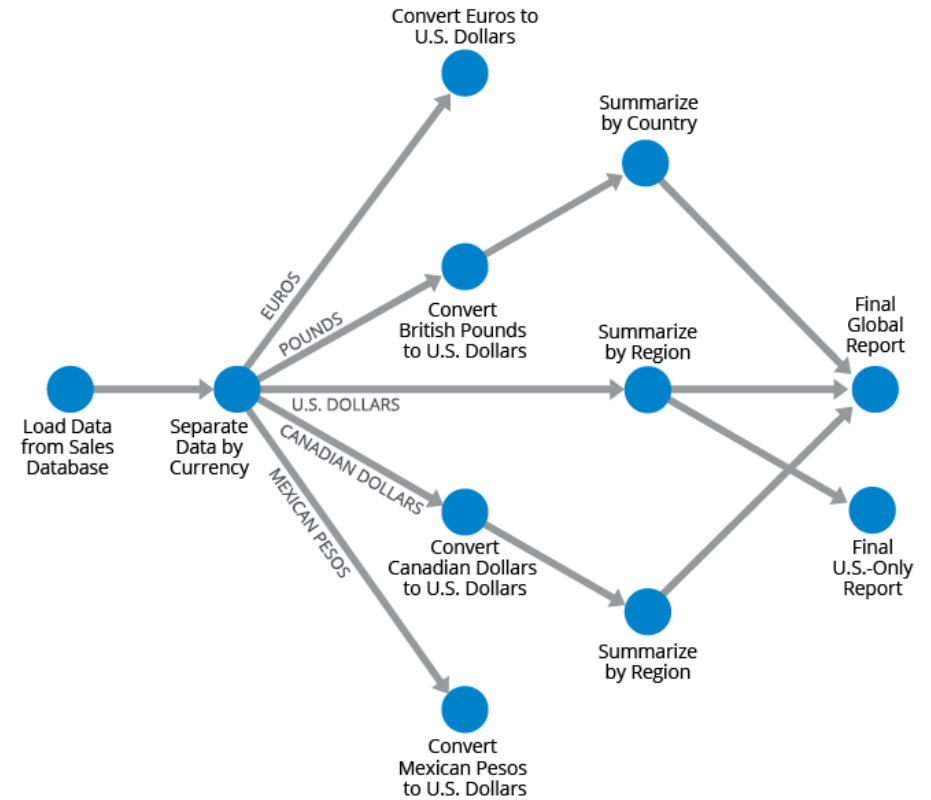 Convert Euros to
U.S. Dollars
Summarize
by Country
EUROS
POUNDS
Convert
British Pounds
to U.S. Dollars
Summarize
by Region
Final
Global
Report
Load Data
from Sales
Database
Separate
Data by
Currency
U.S. DOLLARS
CANADIAN DOLLARS
MEXICAN PESOS
Convert
Canadian Dollars
to U.S. Dollars
Final
U.S.-Only
Report
Summarize
by Region
Convert
Mexican Pesos
to U.S. Dollars